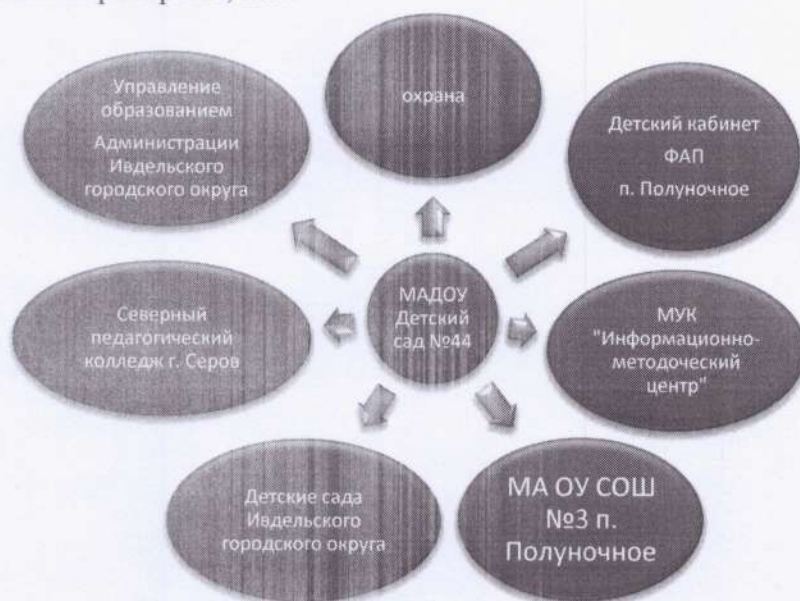 Управление
образованием
Администрации
Ивдельского
городского округа
охрана
Детский кабинет
ФАП
п. Полуночное
Северный
педагогический
колледж г. Серов
МАДОУ
Детский
сад №44
МУК
"Информационно-
методоческий
центр"
Детские сада
Ивдельского
городского округа
МА ОУ СОШ
№3 п.
Полуночное